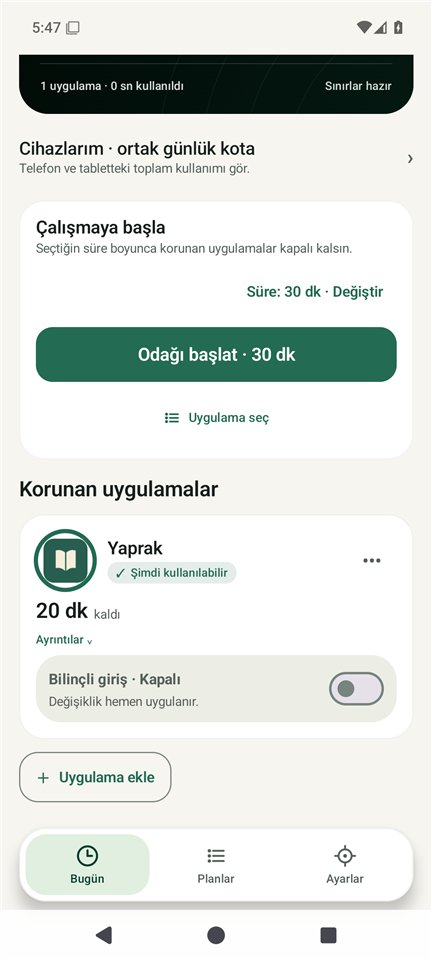 5:47
1 uygulama · 0 sn kullanıldı
Sınırlar hazır
Cihazlarım · ortak günlük kota
Telefon ve tabletteki toplam kullanımı gör.
Çalışmaya başla
Seçtiğin süre boyunca korunan uygulamalar kapalı kalsın.
Süre: 30 dk · Değiştir
Odağı başlat · 30 dk
Uygulama seç
Korunan uygulamalar
Yaprak
✓ Şimdi kullanılabilir
20 dk kaldı
Ayrıntılar
Bilinçli giriş · Kapalı
Değişiklik hemen uygulanır.
+ Uygulama ekle
Bugün
Planlar
Ayarlar